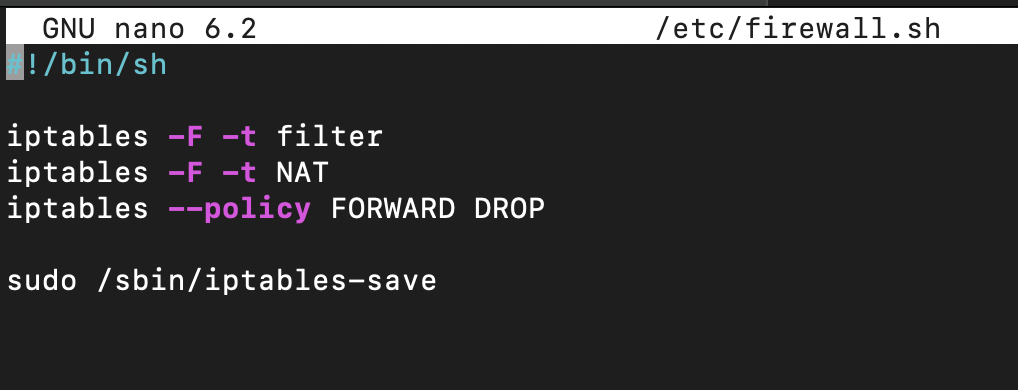 GNU nano 6.2 /etc/firewall.sh
#!/bin/sh
iptables -F -t filter
iptables -F -t NAT
iptables --policy FORWARD DROP
sudo /sbin/iptables-save